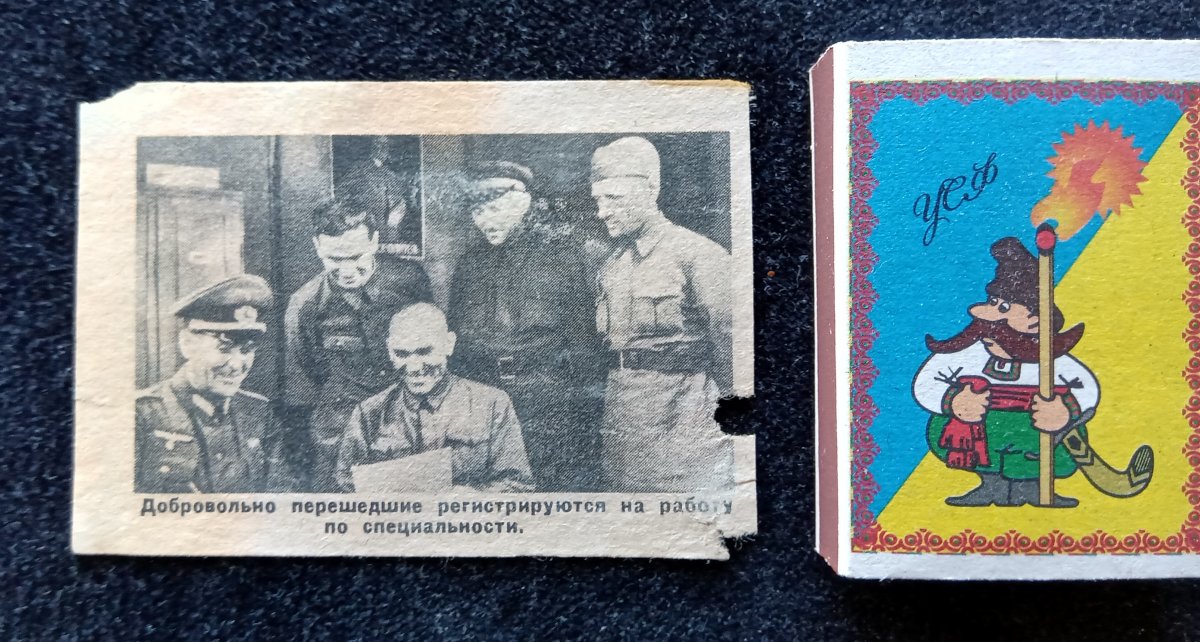 Добровольно перешедшие регистрируются на работу
по специальности.
УСФ